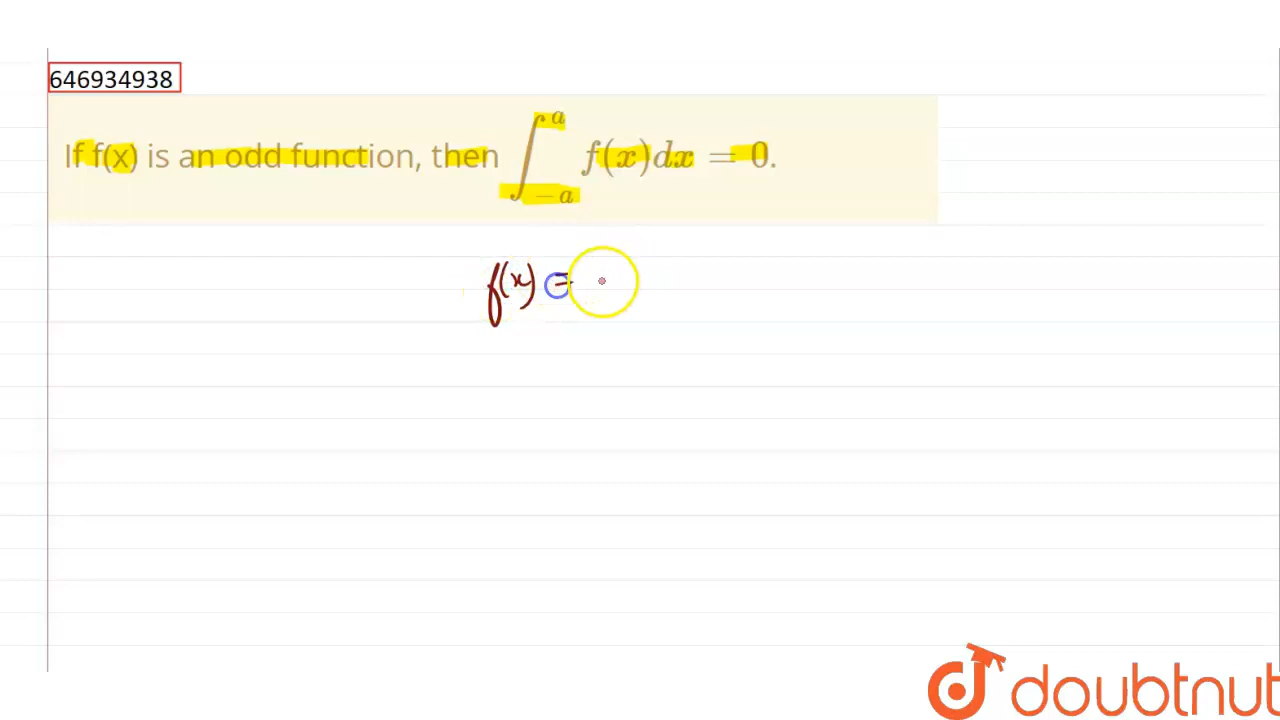 646934938
If f(x) is an odd function, then ∫_{-a}^{a} f(x)dx = 0.
f(x) =
doubtnut